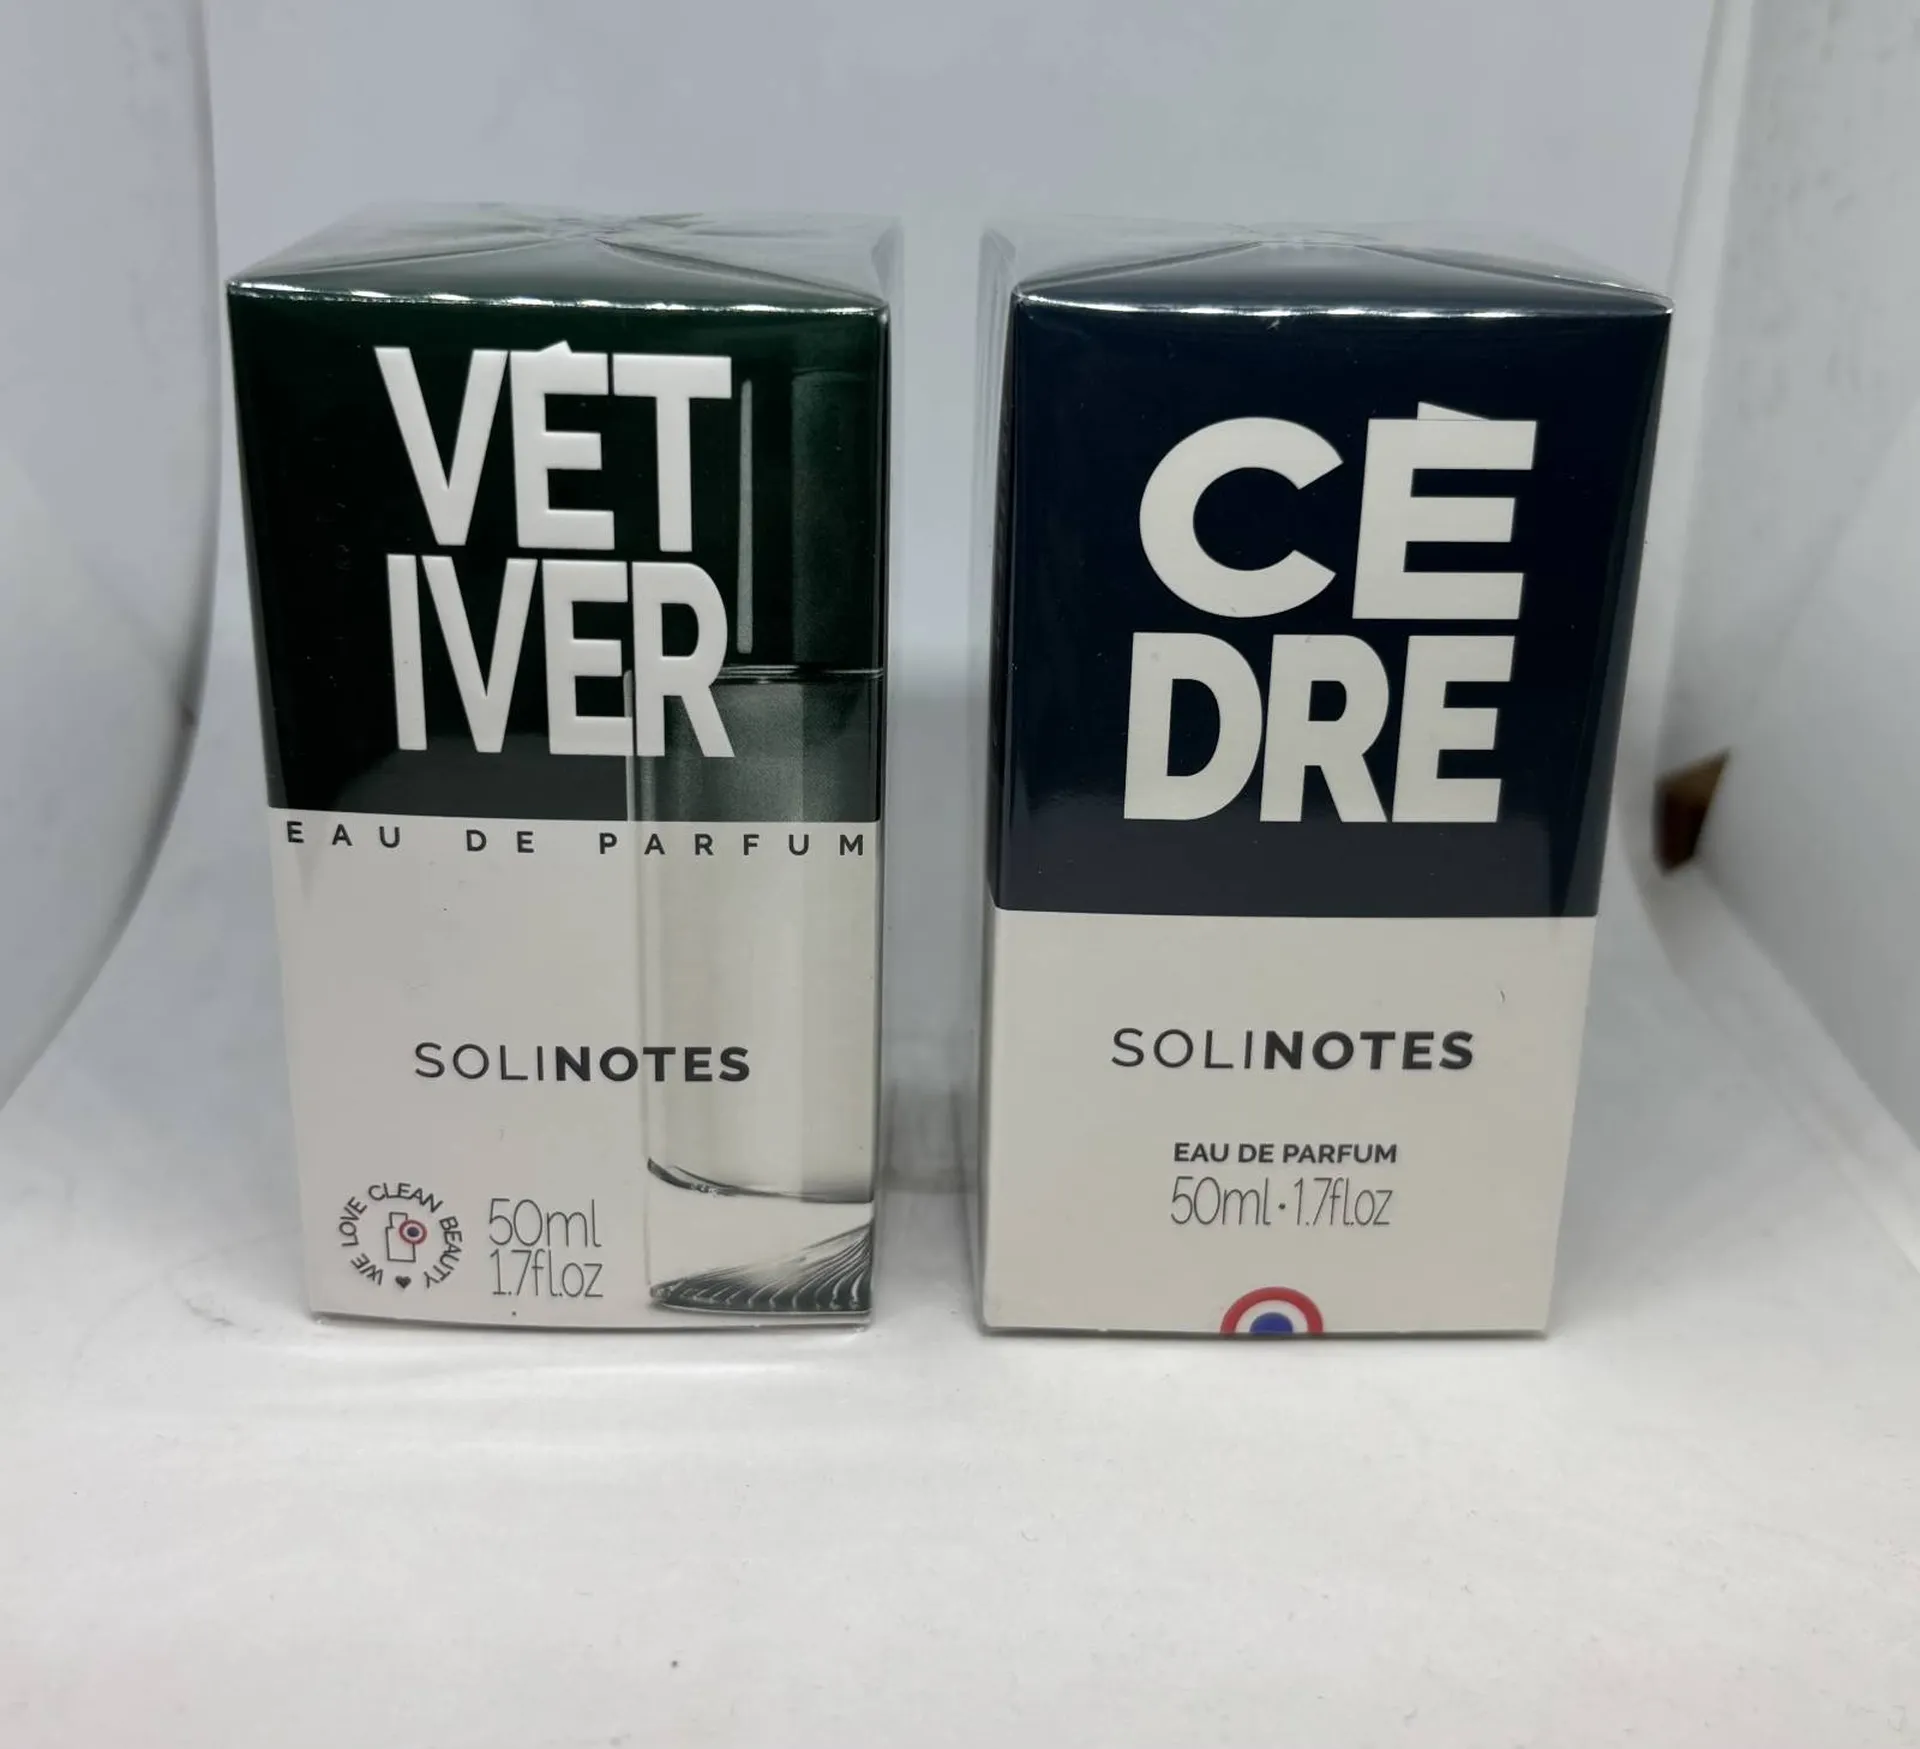 VÉT
IVER
EAU DE PARFUM
SOLINOTES
WE LOVE CLEAN BEAUTY
50ml
1.7fl.oz
CÈ
DRE
SOLINOTES
EAU DE PARFUM
50ml·1.7fl.oz